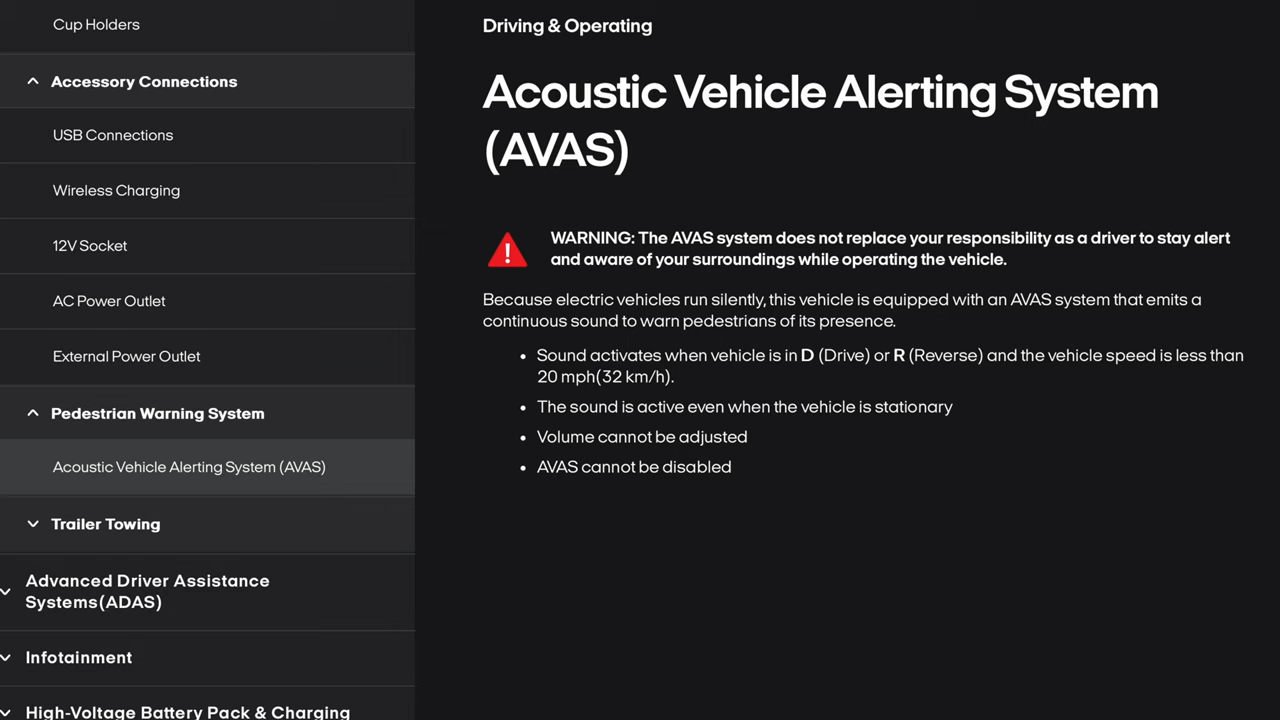 Cup Holders
Accessory Connections
USB Connections
Wireless Charging
12V Socket
AC Power Outlet
External Power Outlet
Pedestrian Warning System
Acoustic Vehicle Alerting System (AVAS)
Trailer Towing
Advanced Driver Assistance
Systems(ADAS)
Infotainment
High-Voltage Battery Pack & Charging
Driving & Operating
Acoustic Vehicle Alerting System
(AVAS)
WARNING: The AVAS system does not replace your responsibility as a driver to stay alert
and aware of your surroundings while operating the vehicle.
Because electric vehicles run silently, this vehicle is equipped with an AVAS system that emits a
continuous sound to warn pedestrians of its presence.
• Sound activates when vehicle is in D (Drive) or R (Reverse) and the vehicle speed is less than
20 mph(32 km/h).
• The sound is active even when the vehicle is stationary
• Volume cannot be adjusted
• AVAS cannot be disabled